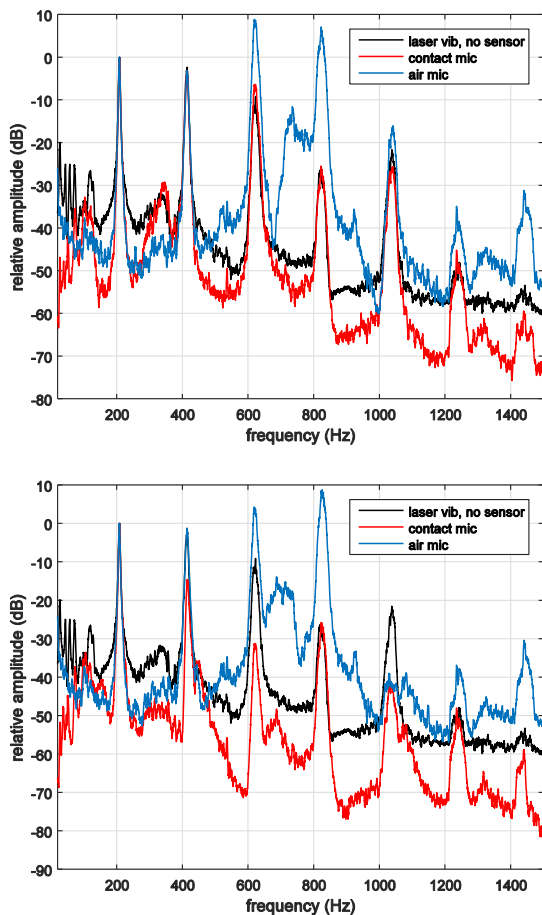 10
0
-10
-20
-30
-40
-50
-60
-70
-80
relative amplitude (dB)
laser vib, no sensor
contact mic
air mic
200 400 600 800 1000 1200 1400
frequency (Hz)
10
0
-10
-20
-30
-40
-50
-60
-70
-80
-90
relative amplitude (dB)
laser vib, no sensor
contact mic
air mic
200 400 600 800 1000 1200 1400
frequency (Hz)